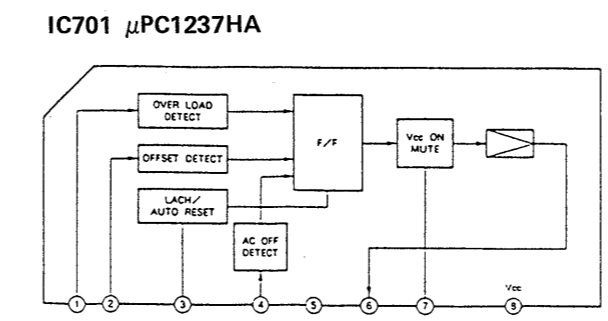 IC701 μPC1237HA
OVER LOAD
DETECT
F/F
Vcc ON
MUTE
OFFSET DETECT
LACH/
AUTO RESET
AC OFF
DETECT
Vcc
1 2 3 4 5 6 7 8